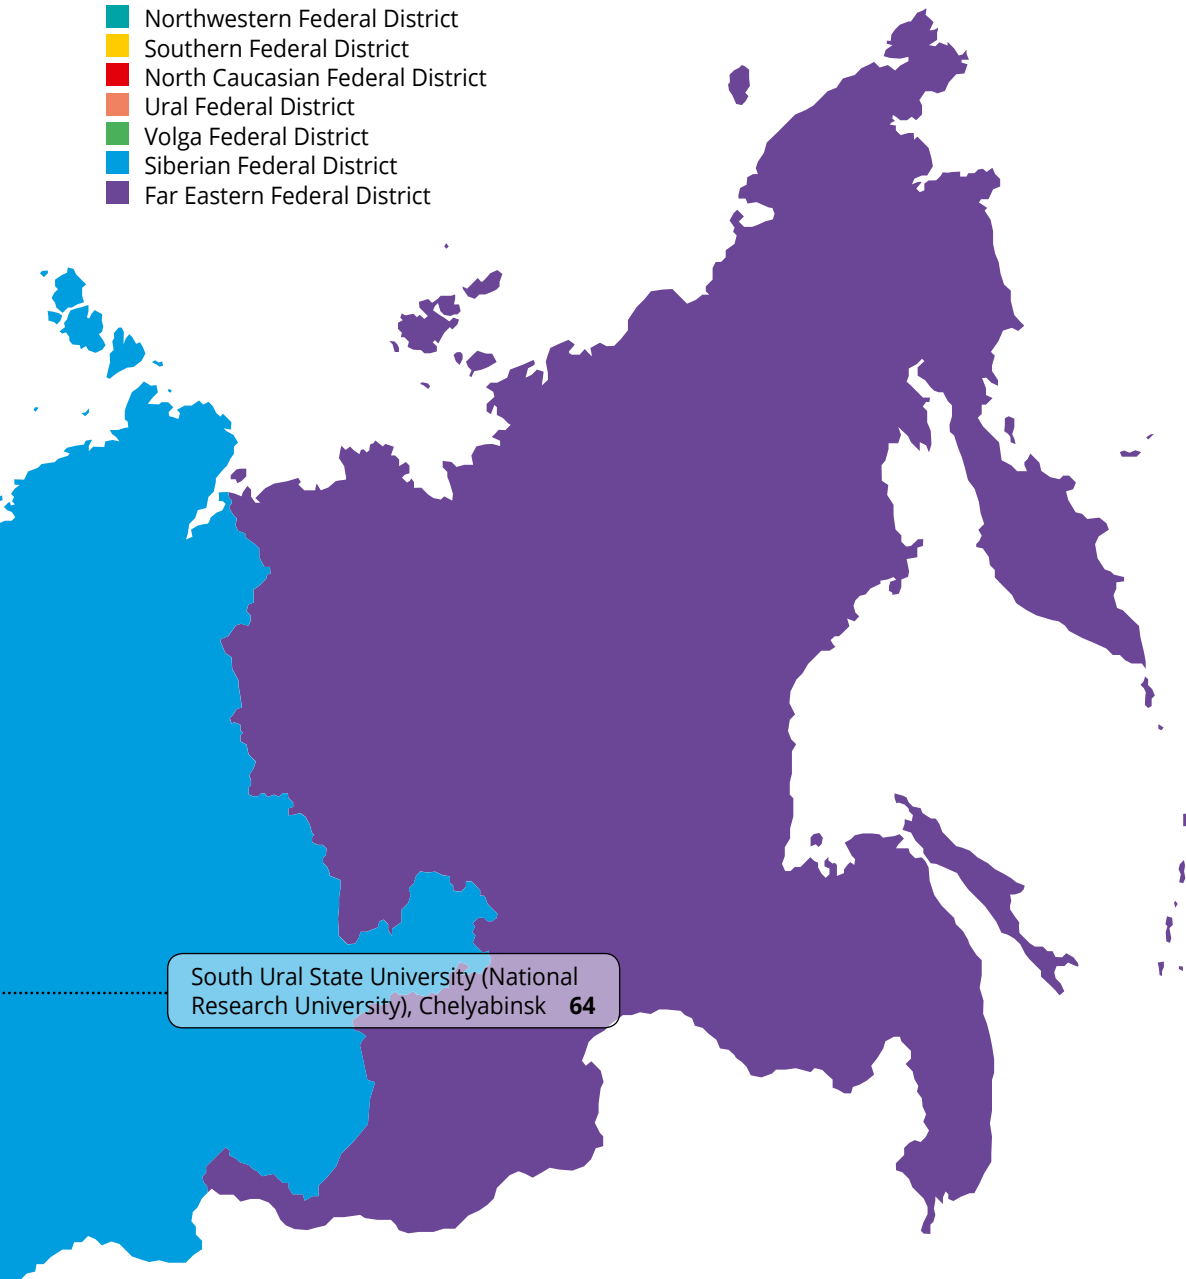 Northwestern Federal District
Southern Federal District
North Caucasian Federal District
Ural Federal District
Volga Federal District
Siberian Federal District
Far Eastern Federal District
South Ural State University (National
Research University), Chelyabinsk 64